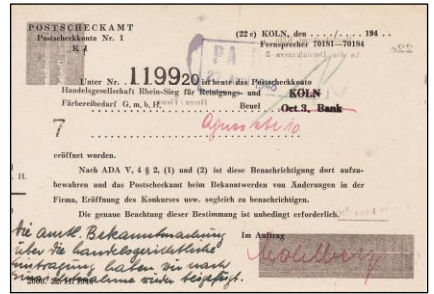 POSTSCHECKAMT
Postscheckkonto Nr. 1
K 1
(22 c) KOLN, den . . . . / . . . . . 194 . .
Fernsprecher 70181—70184
Unter Nr. 119920 ist heute das Postscheckkonto
Handelsgesellschaft Rhein-Sieg für Reinigungs- und KOLN
Färbereibedarf G, m, b, H, Beuel Ort 3, Bank
7
eröffnet worden.
Nach ADA V, 4 § 2, (1) und (2) ist diese Benachrichtigung dort aufzu-
bewahren und das Postscheckamt beim Bekanntwerden von Änderungen in der
H. Firma, Eröffnung des Konkurses usw. sogleich zu benachrichtigen.
Die genaue Beachtung dieser Bestimmung ist unbedingt erforderlich.
Die amtl. Bekanntmachung Im Auftrag
über die handelsgerichtliche
Eintragung haben wir nach
Einsichtnahme wieder beigefügt.